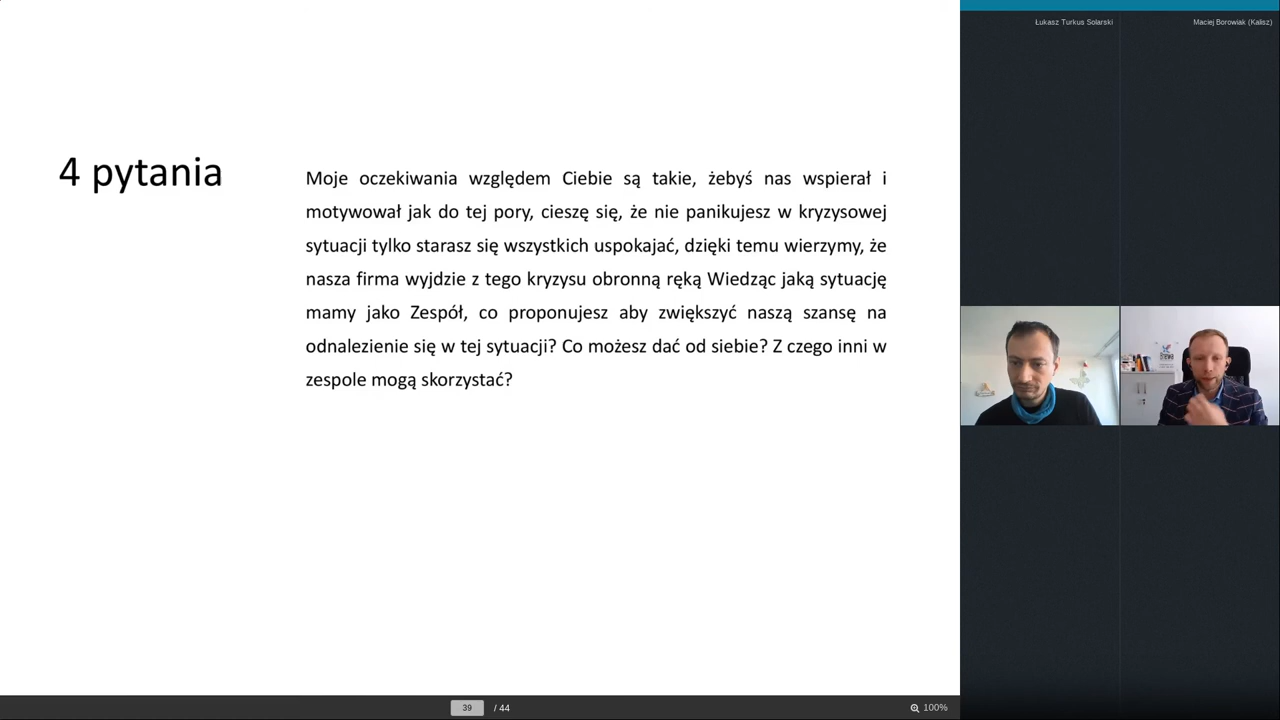 Łukasz Turkus Solarski
Maciej Borowiak (Kalisz)
4 pytania
Moje oczekiwania względem Ciebie są takie, żebyś nas wspierał i
motywował jak do tej pory, cieszę się, że nie panikujesz w kryzysowej
sytuacji tylko starasz się wszystkich uspokajać, dzięki temu wierzymy, że
nasza firma wyjdzie z tego kryzysu obronną ręką Wiedząc jaką sytuację
mamy jako Zespół, co proponujesz aby zwiększyć naszą szansę na
odnalezienie się w tej sytuacji? Co możesz dać od siebie? Z czego inni w
zespole mogą skorzystać?
39 / 44
100%